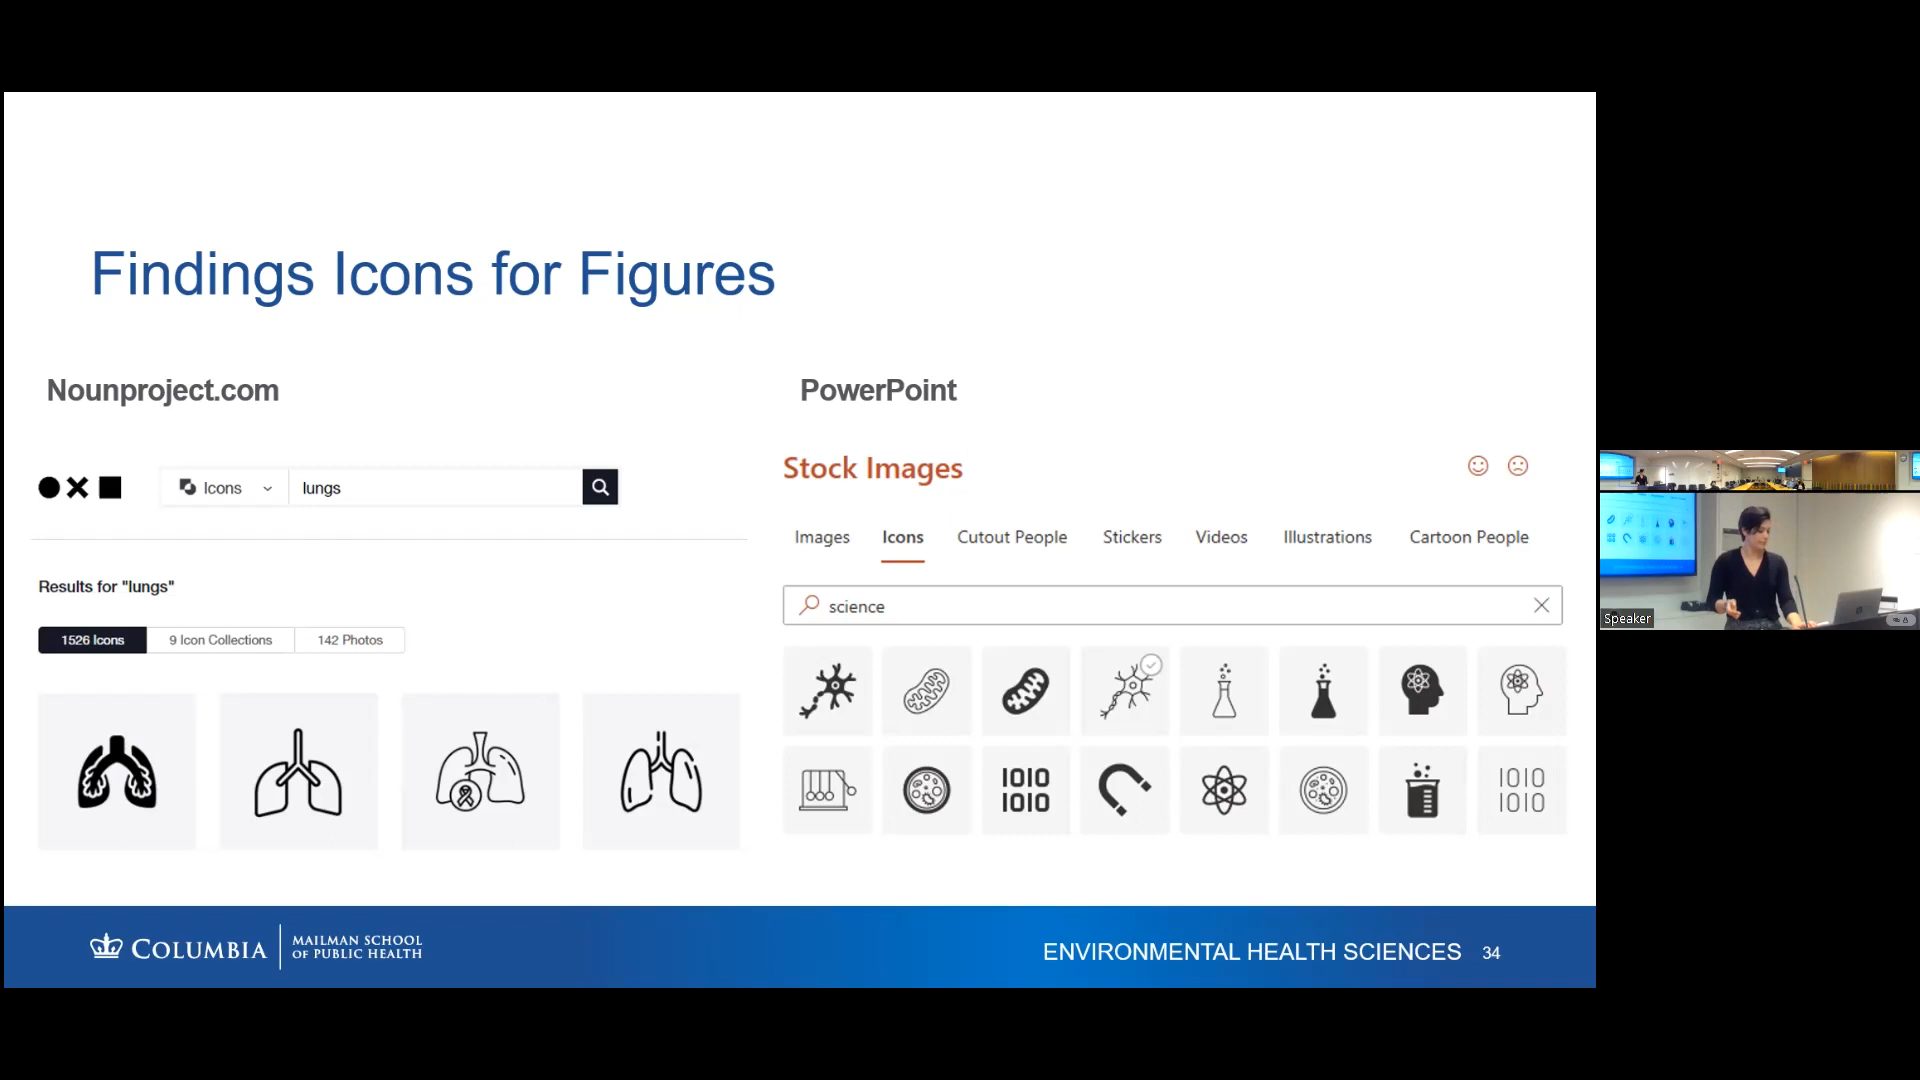 Findings Icons for Figures
Nounproject.com
Icons
lungs
Results for "lungs"
1526 Icons
9 Icon Collections
142 Photos
PowerPoint
Stock Images
Images
Icons
Cutout People
Stickers
Videos
Illustrations
Cartoon People
science
1010
1010
1010
1010
COLUMBIA
MAILMAN SCHOOL
OF PUBLIC HEALTH
ENVIRONMENTAL HEALTH SCIENCES
34
Speaker